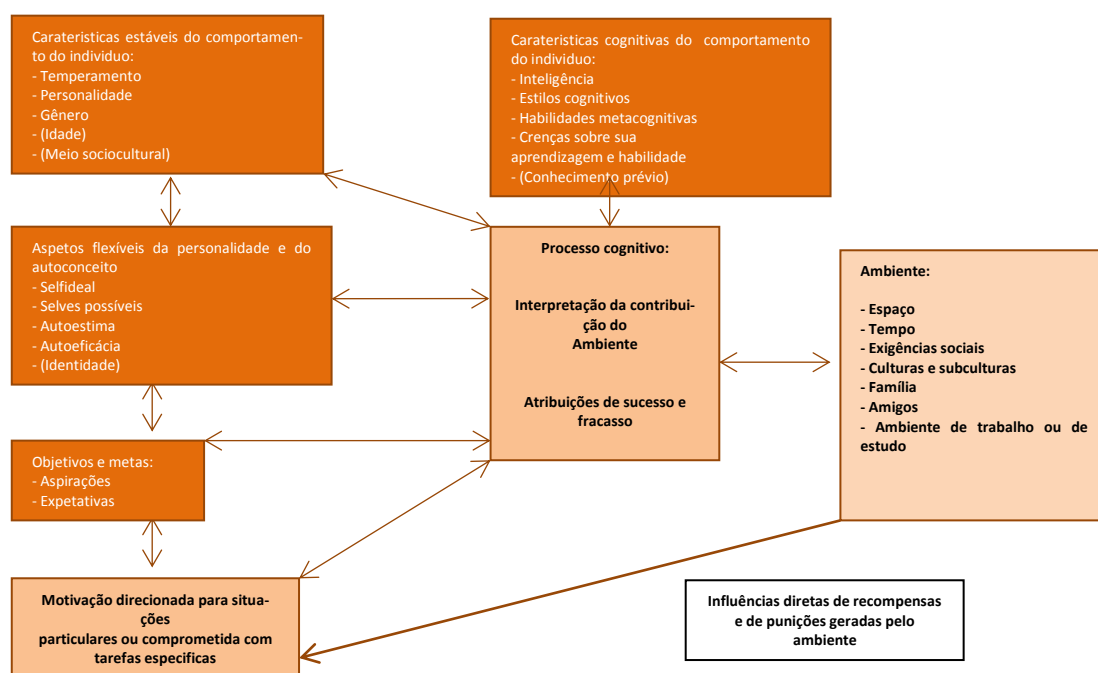 Carateristicas estáveis do comportamen-
to do individuo:
- Temperamento
- Personalidade
- Gênero
- (Idade)
- (Meio sociocultural)
Carateristicas cognitivas do comportamento
do individuo:
- Inteligência
- Estilos cognitivos
- Habilidades metacognitivas
- Crenças sobre sua
aprendizagem e habilidade
- (Conhecimento prévio)
Aspetos flexíveis da personalidade e do
autoconceito
- Selfideal
- Selves possíveis
- Autoestima
- Autoeficácia
- (Identidade)
Processo cognitivo:
Interpretação da contribui-
ção do
Ambiente
Atribuições de sucesso e
fracasso
Ambiente:
- Espaço
- Tempo
- Exigências sociais
- Culturas e subculturas
- Família
- Amigos
- Ambiente de trabalho ou de
estudo
Objetivos e metas:
- Aspirações
- Expetativas
Motivação direcionada para situa-
ções
particulares ou comprometida com
tarefas especificas
Influências diretas de recompensas
e de punições geradas pelo
ambiente